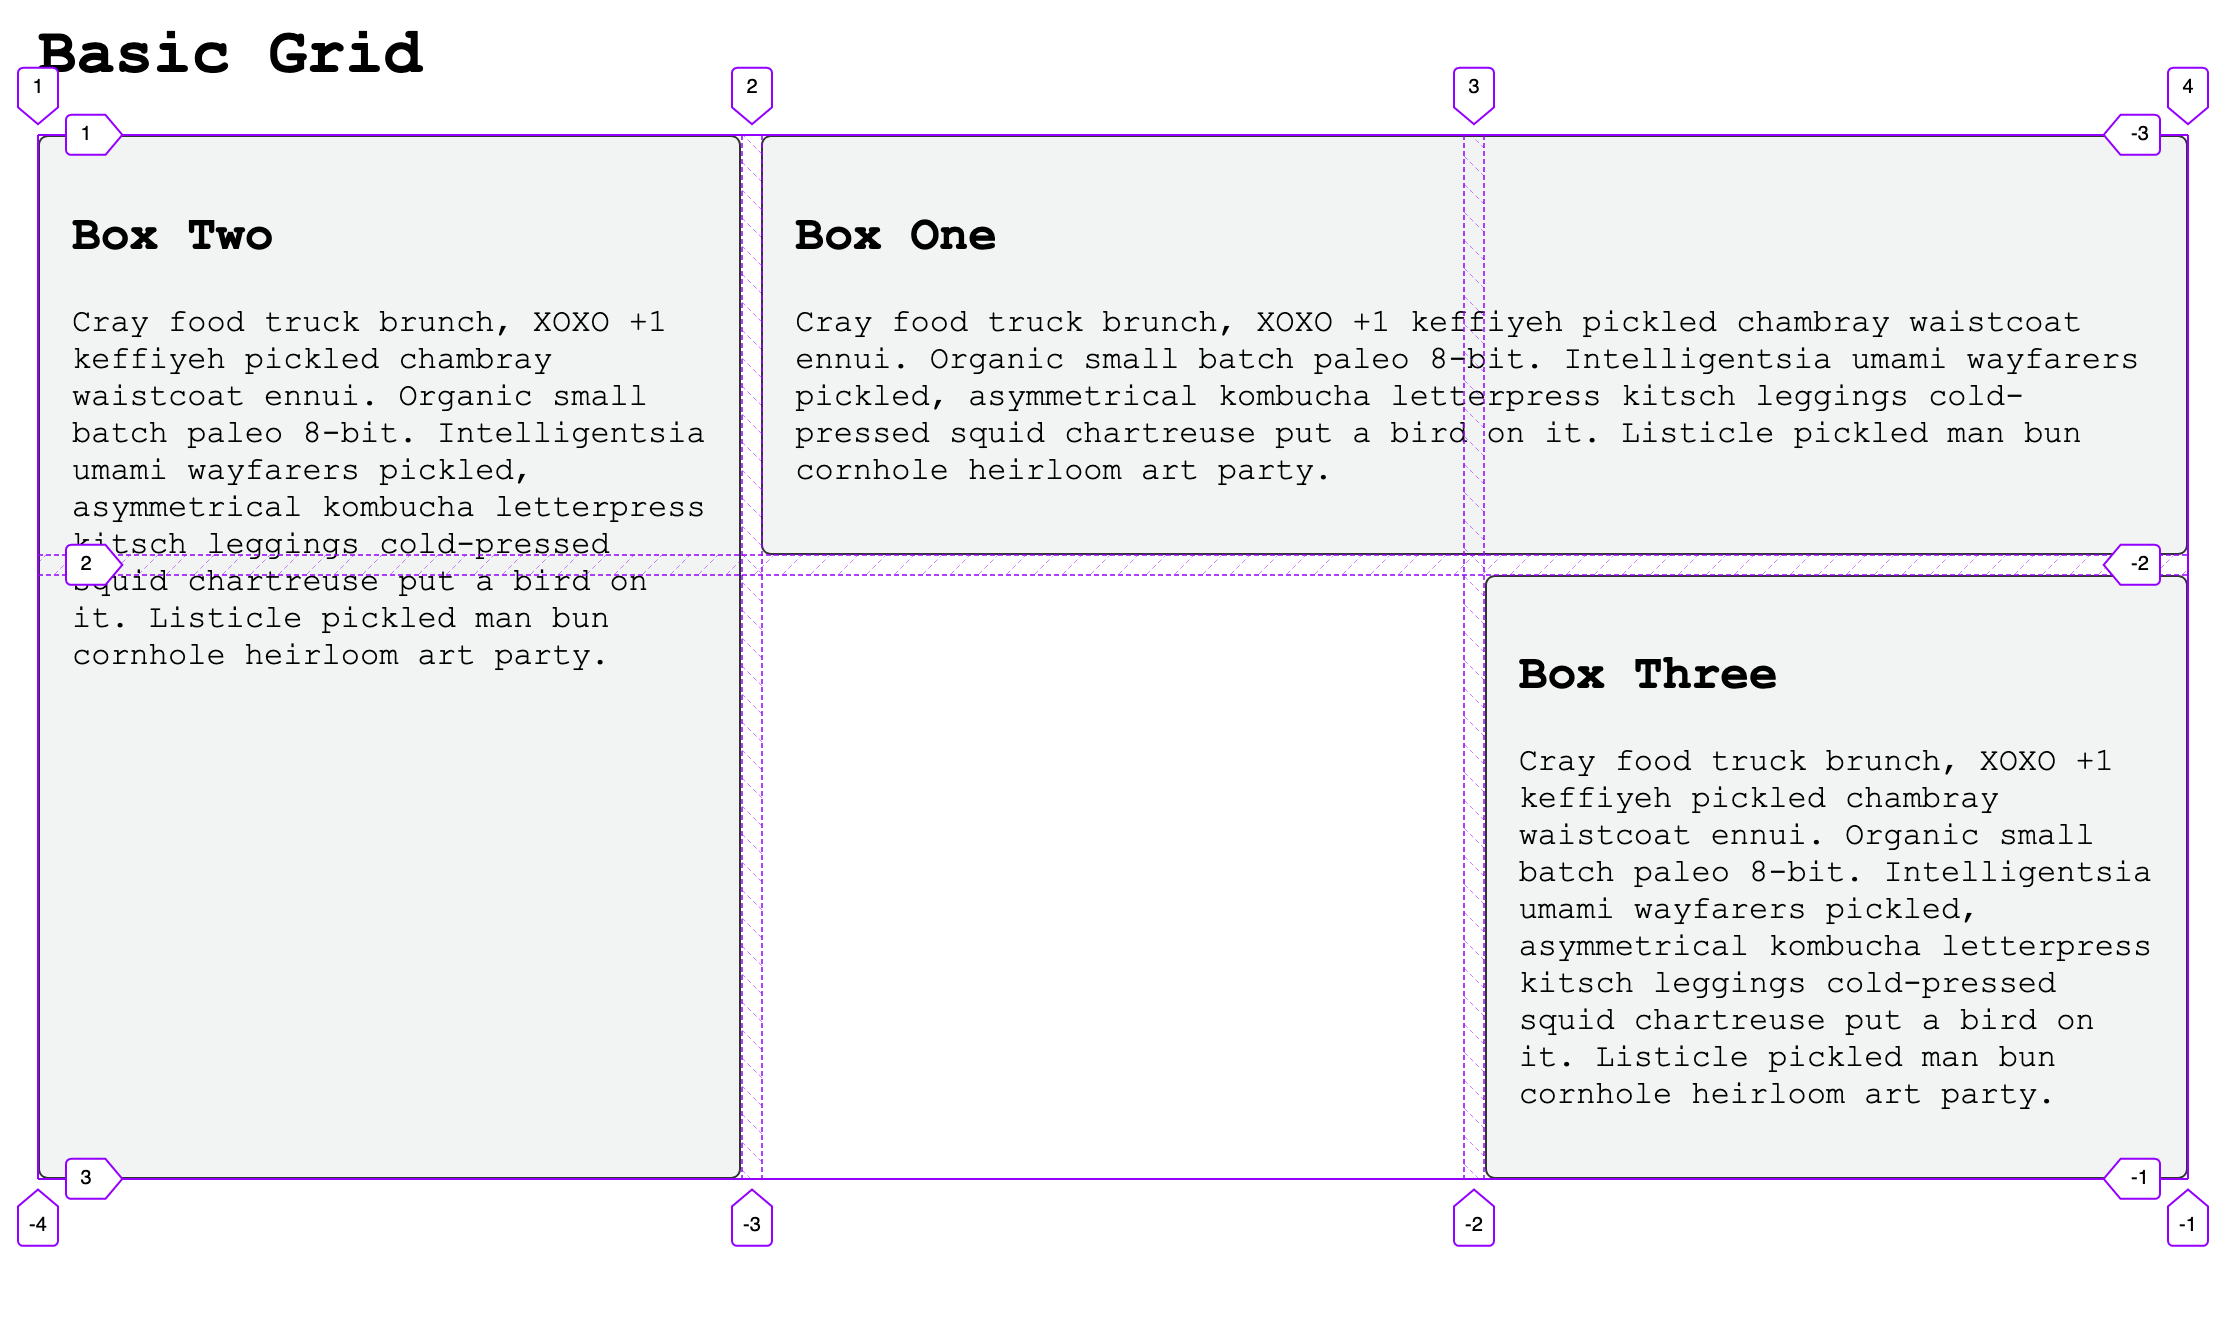 Basic Grid
1
2
3
4
1
-3
Box Two
Cray food truck brunch, XOXO +1
keffiyeh pickled chambray
waistcoat ennui. Organic small
batch paleo 8-bit. Intelligentsia
umami wayfarers pickled,
asymmetrical kombucha letterpress
kitsch leggings cold-pressed
squid chartreuse put a bird on
it. Listicle pickled man bun
cornhole heirloom art party.
Box One
Cray food truck brunch, XOXO +1 keffiyeh pickled chambray waistcoat
ennui. Organic small batch paleo 8-bit. Intelligentsia umami wayfarers
pickled, asymmetrical kombucha letterpress kitsch leggings cold-
pressed squid chartreuse put a bird on it. Listicle pickled man bun
cornhole heirloom art party.
2
-2
Box Three
Cray food truck brunch, XOXO +1
keffiyeh pickled chambray
waistcoat ennui. Organic small
batch paleo 8-bit. Intelligentsia
umami wayfarers pickled,
asymmetrical kombucha letterpress
kitsch leggings cold-pressed
squid chartreuse put a bird on
it. Listicle pickled man bun
cornhole heirloom art party.
3
-1
-4
-3
-2
-1